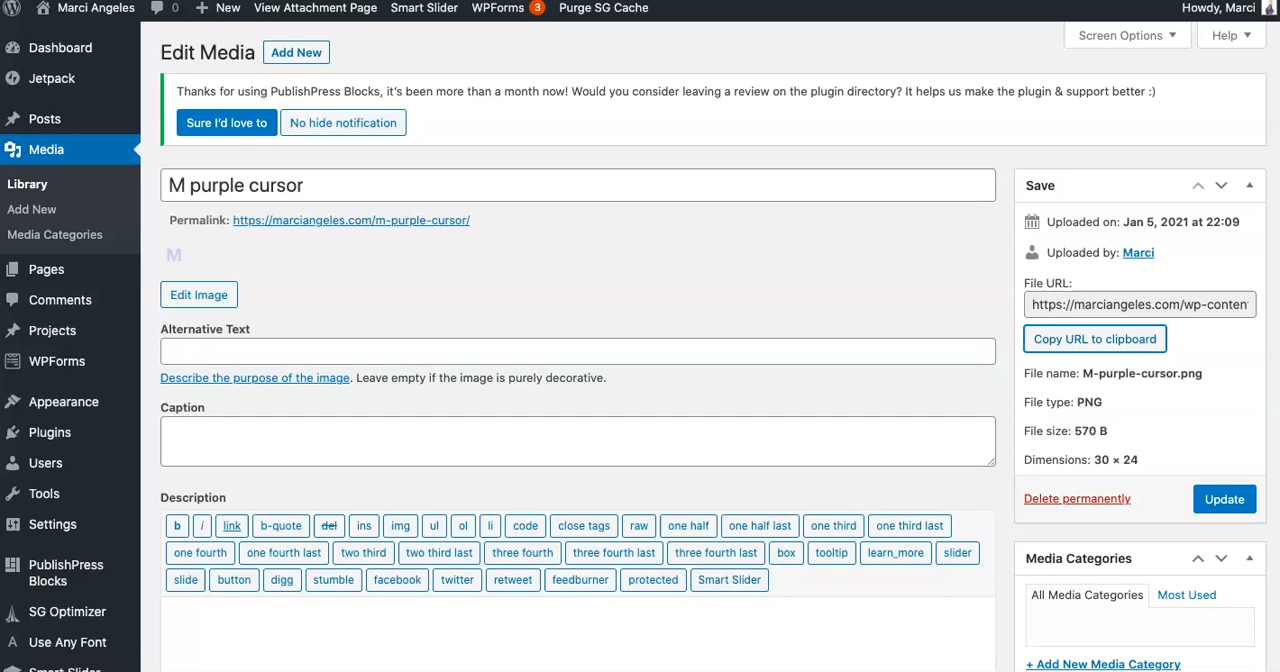 Marci Angeles 0 New View Attachment Page Smart Slider WPForms 3 Purge SG Cache Howdy, Marci
Screen Options Help
Dashboard
Jetpack
Posts
Media
Library
Add New
Media Categories
Pages
Comments
Projects
WPForms
Appearance
Plugins
Users
Tools
Settings
PublishPress
Blocks
SG Optimizer
Use Any Font
Smart Slider
Edit Media Add New
Thanks for using PublishPress Blocks, it's been more than a month now! Would you consider leaving a review on the plugin directory? It helps us make the plugin & support better :)
Sure I'd love to No hide notification
M purple cursor
Permalink: https://marciangeles.com/m-purple-cursor/
M
Edit Image
Alternative Text
Describe the purpose of the image. Leave empty if the image is purely decorative.
Caption
Description
b i link b-quote del ins img ul ol li code close tags raw one half one half last one third one third last
one fourth one fourth last two third two third last three fourth three fourth last three fourth last box tooltip learn_more slider
slide button digg stumble facebook twitter retweet feedburner protected Smart Slider
Save
Uploaded on: Jan 5, 2021 at 22:09
Uploaded by: Marci
File URL:
https://marciangeles.com/wp-content
Copy URL to clipboard
File name: M-purple-cursor.png
File type: PNG
File size: 570 B
Dimensions: 30 × 24
Delete permanently Update
Media Categories
All Media Categories Most Used
+ Add New Media Category